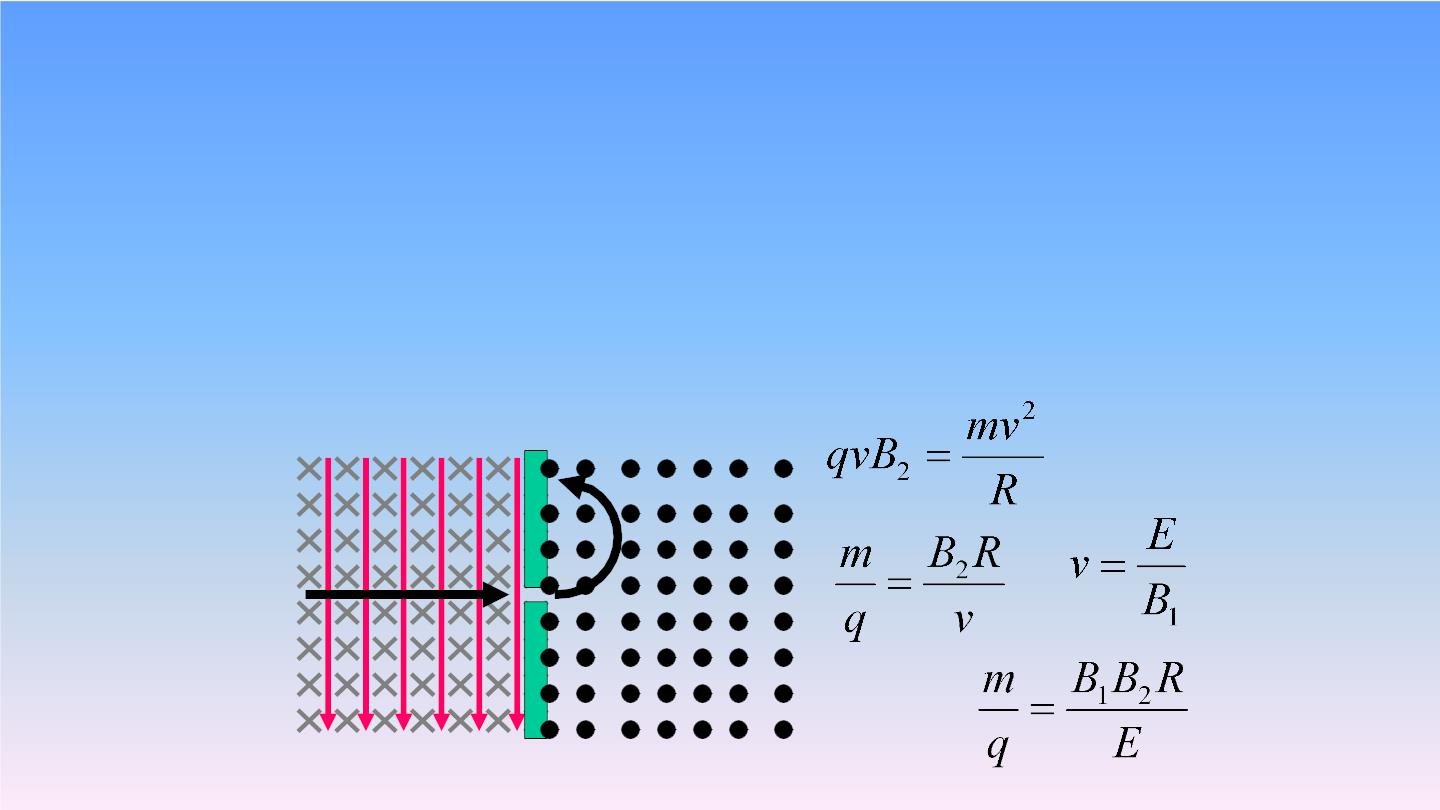 qvB₂ = mv²/R
m/q = B₂R/v
v = E/B₁
m/q = B₁B₂R/E